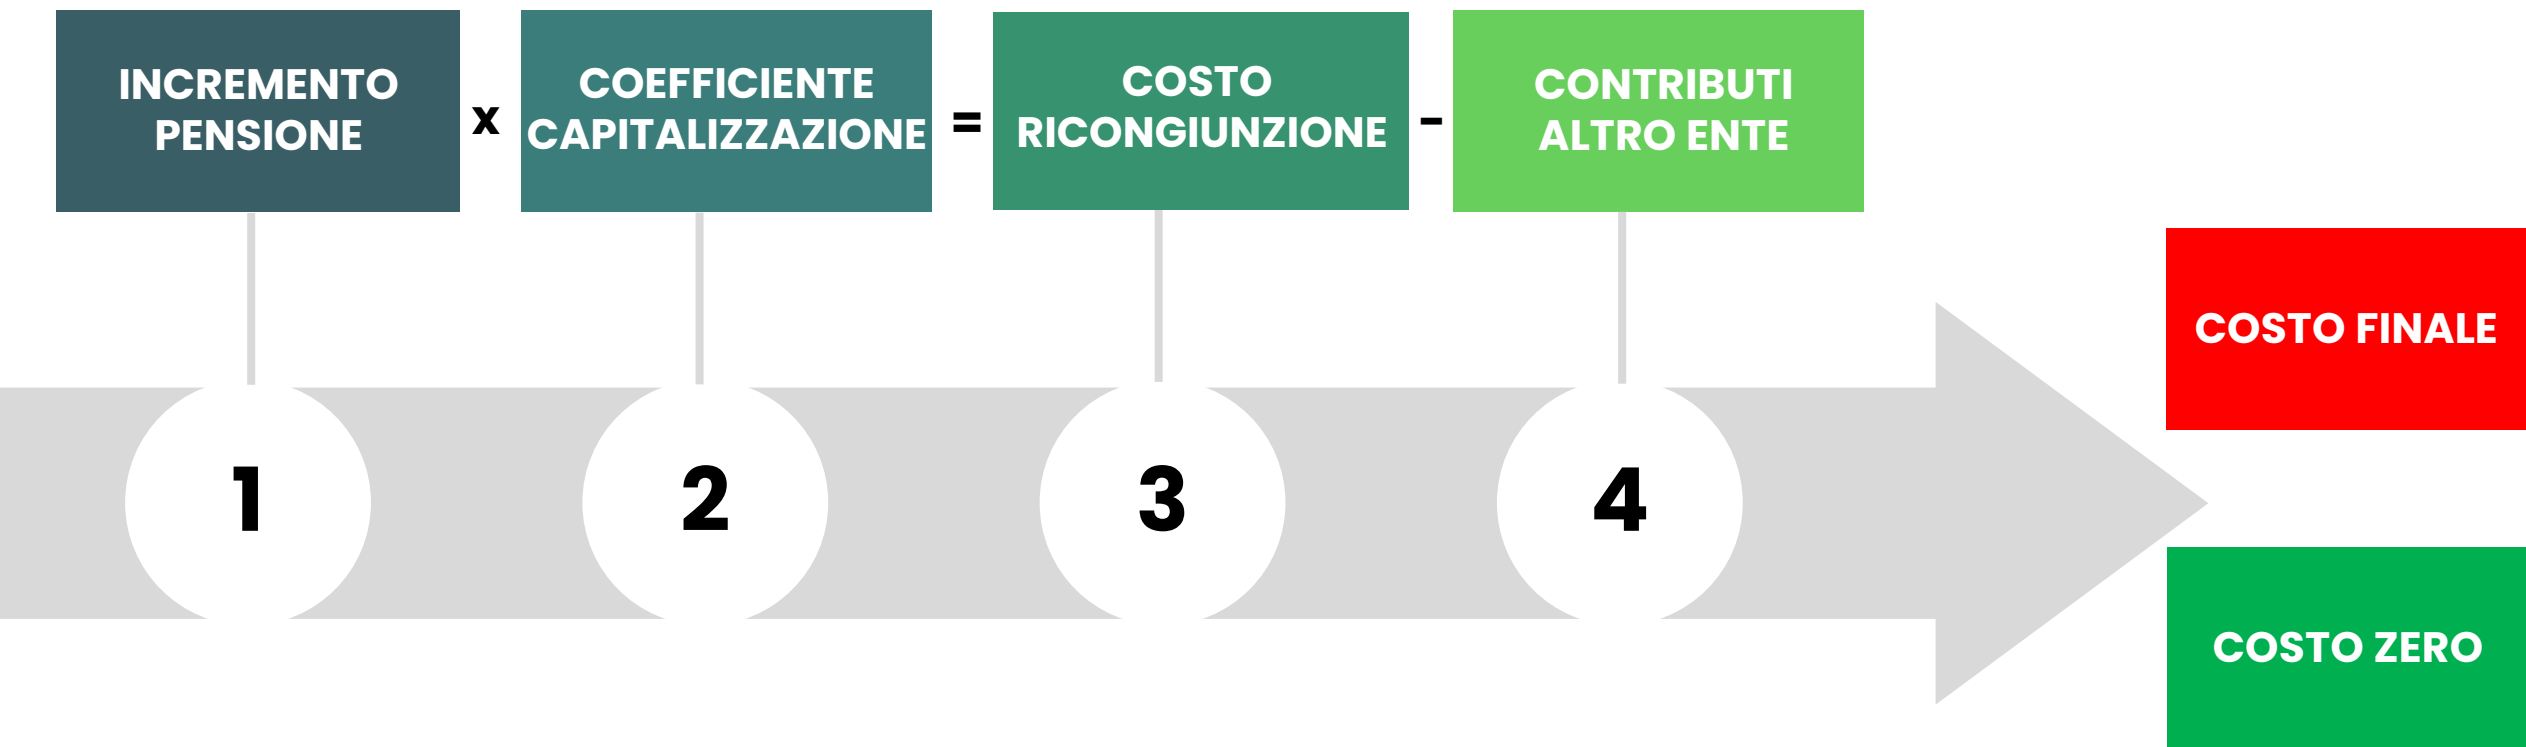 INCREMENTO
PENSIONE
x
COEFFICIENTE
CAPITALIZZAZIONE
=
COSTO
RICONGIUNZIONE
-
CONTRIBUTI
ALTRO ENTE
COSTO FINALE
1
2
3
4
COSTO ZERO